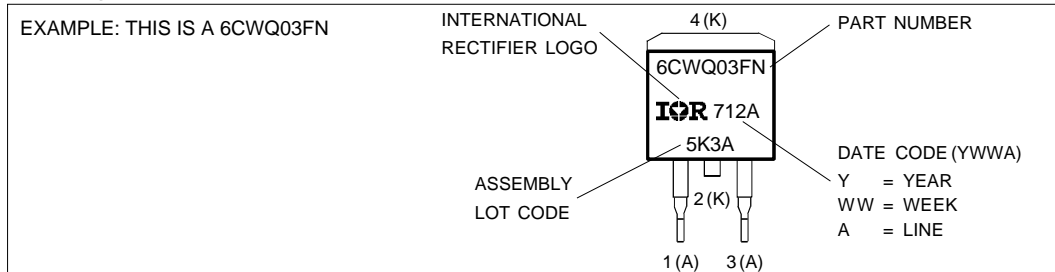 EXAMPLE: THIS IS A 6CWQ03FN
INTERNATIONAL
RECTIFIER LOGO
4 (K)
PART NUMBER
6CWQ03FN
IOR 712A
5K3A
ASSEMBLY
LOT CODE
2 (K)
1 (A) 3 (A)
DATE CODE (YWWA)
Y = YEAR
WW = WEEK
A = LINE